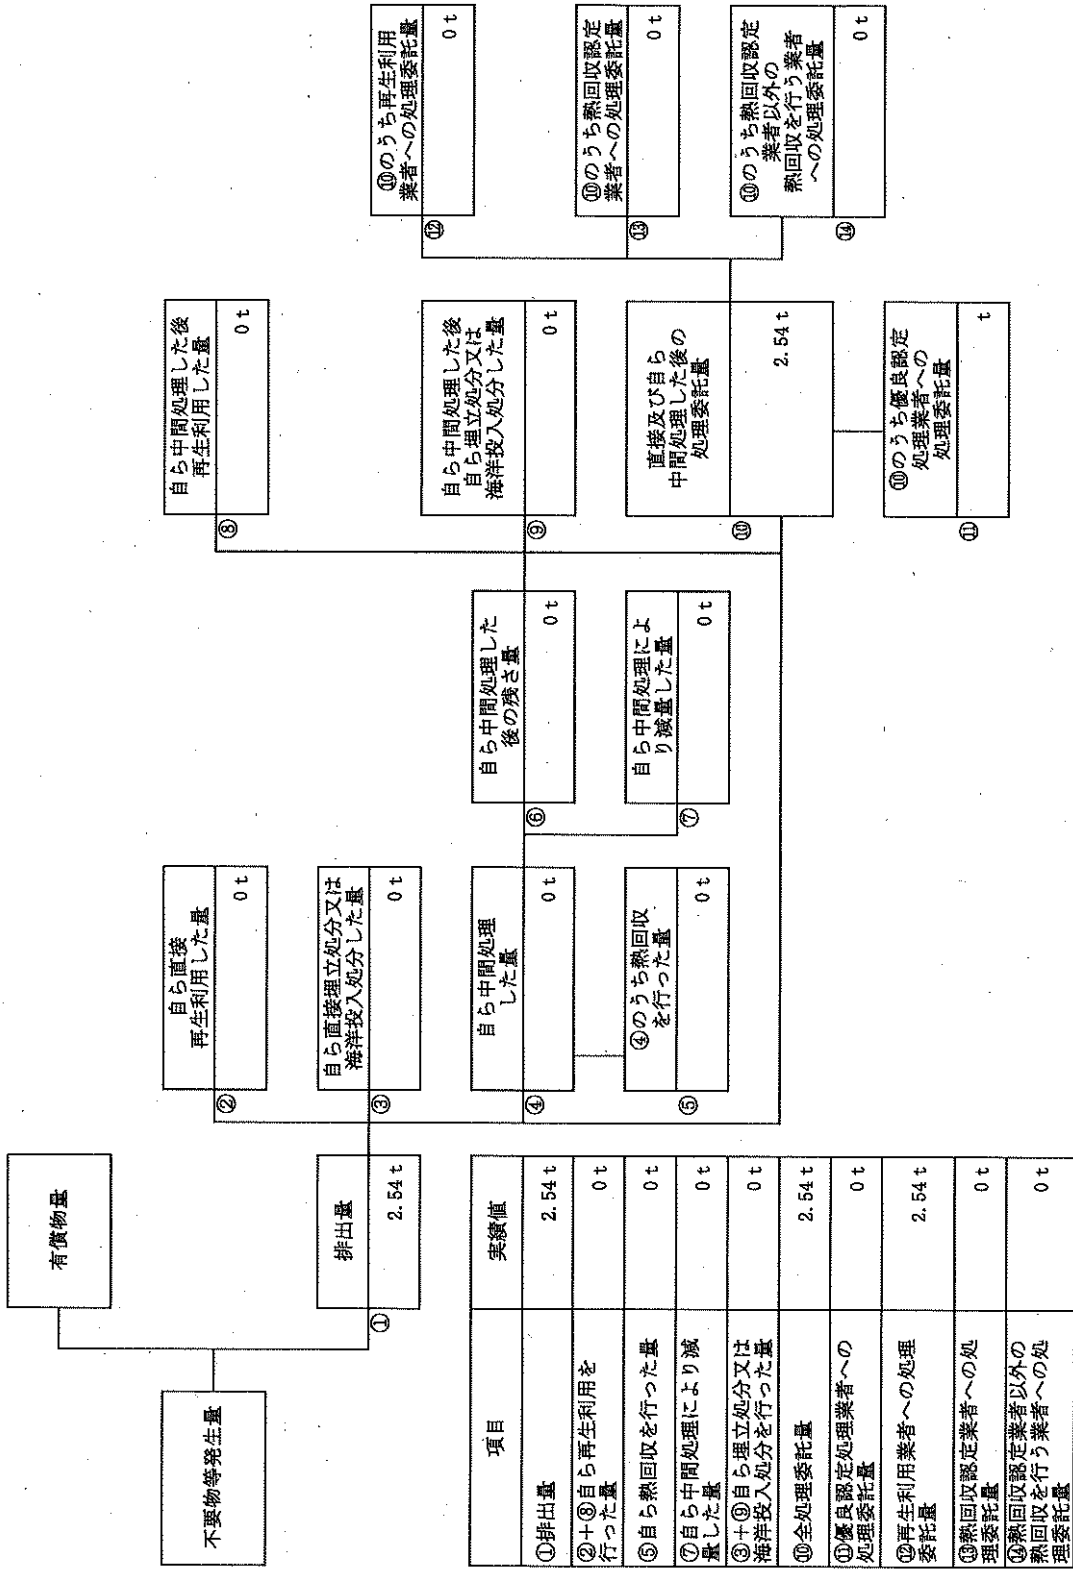 不要物等発生量
有償物量
①
排出量
2.54 t
②
自ら直接
再生利用した量
0 t
③
自ら直接埋立処分又は
海洋投入処分した量
0 t
④
自ら中間処理
した量
0 t
⑤
④のうち熱回収
を行った量
0 t
⑥
自ら中間処理した
後の残さ量
0 t
⑦
自ら中間処理によ
り減量した量
0 t
⑧
自ら中間処理した後
再生利用した量
0 t
⑨
自ら中間処理した後
自ら埋立処分又は
海洋投入処分した量
0 t
⑩
直接及び自ら
中間処理した後の
処理委託量
2.54 t
⑪
⑩のうち優良認定
処理業者への
処理委託量
t
⑫
⑩のうち再生利用
業者への処理委託量
0 t
⑬
⑩のうち熱回収認定
業者への処理委託量
0 t
⑭
⑩のうち熱回収認定
業者以外の
熱回収を行う業者
への処理委託量
0 t
項目 実績値
①排出量 2.54 t
②+⑧自ら再生利用を
行った量 0 t
⑤自ら熱回収を行った量 0 t
⑦自ら中間処理により減
量した量 0 t
③+⑨自ら埋立処分又は
海洋投入処分を行った量 0 t
⑩全処理委託量 2.54 t
⑪優良認定処理業者への
処理委託量 0 t
⑫再生利用業者への処理
委託量 2.54 t
⑬熱回収認定業者への処
理委託量 0 t
⑭熱回収認定業者以外の
熱回収を行う業者への処
理委託量 0 t